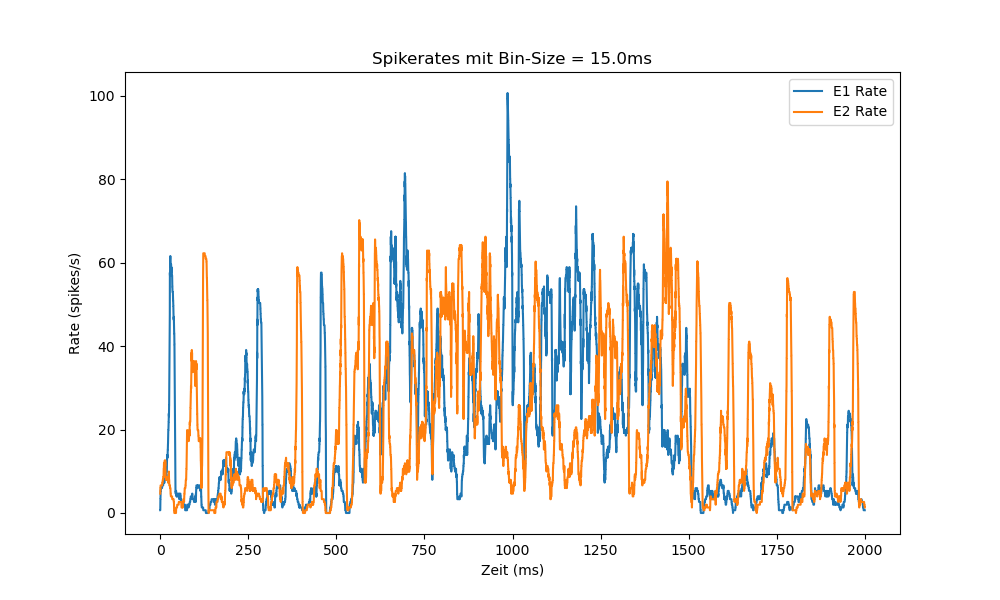 Spikerates mit Bin-Size = 15.0ms
E1 Rate
E2 Rate
Rate (spikes/s)
100
80
60
40
20
0
0 250 500 750 1000 1250 1500 1750 2000
Zeit (ms)